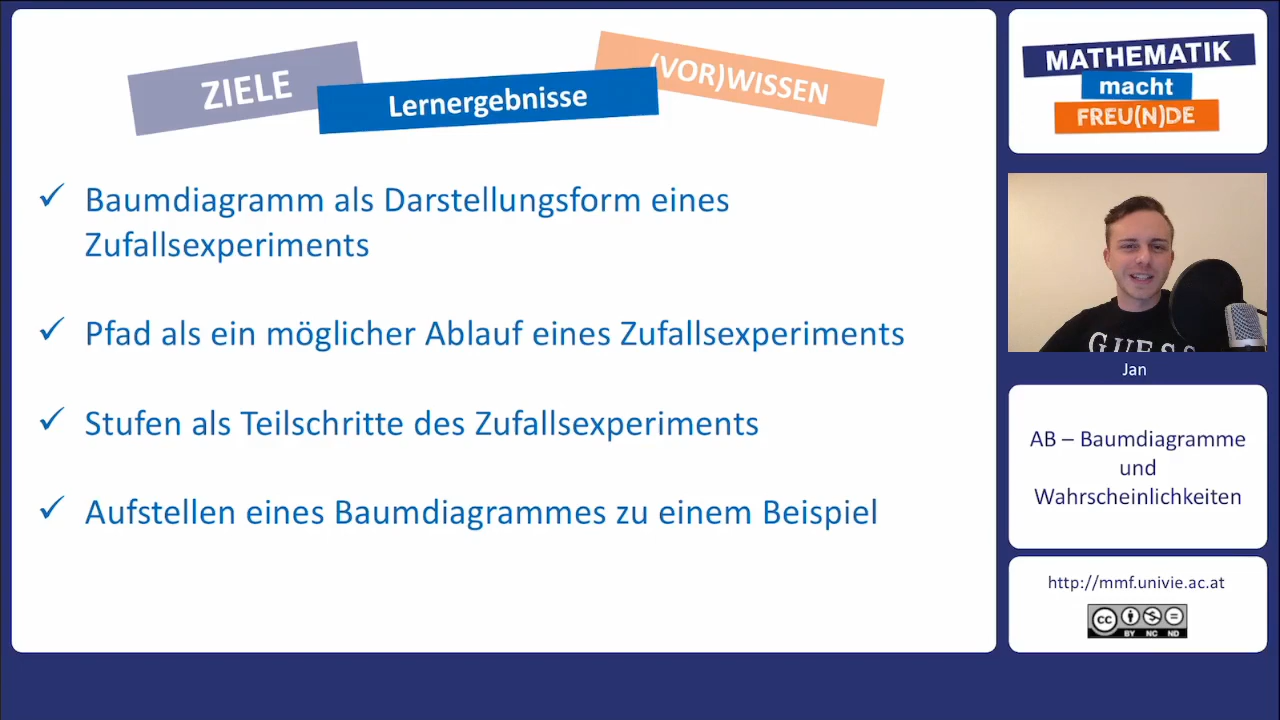 ZIELE
Lernergebnisse
(VOR)WISSEN
✓ Baumdiagramm als Darstellungsform eines
Zufallsexperiments
✓ Pfad als ein möglicher Ablauf eines Zufallsexperiments
✓ Stufen als Teilschritte des Zufallsexperiments
✓ Aufstellen eines Baumdiagrammes zu einem Beispiel
MATHEMATIK
macht
FREU(N)DE
GUESS
Jan
AB – Baumdiagramme
und
Wahrscheinlichkeiten
http://mmf.univie.ac.at
cc
BY NC ND